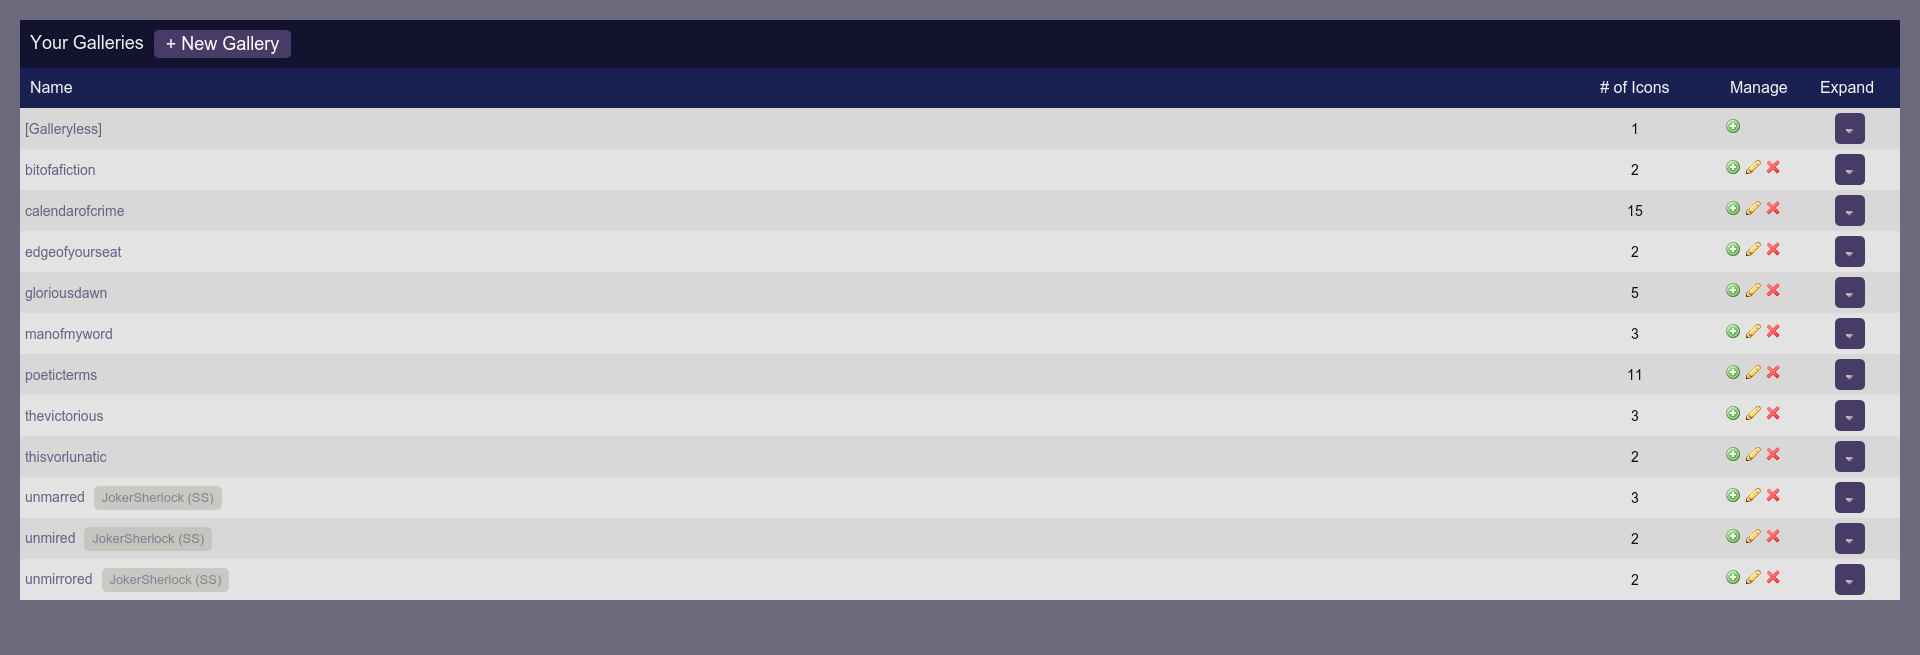 Your Galleries + New Gallery
Name # of Icons Manage Expand
[Galleryless] 1
bitofafiction 2
calendarofcrime 15
edgeofyourseat 2
gloriousdawn 5
manofmyword 3
poeticterms 11
thevictorious 3
thisvorlunatic 2
unmarred JokerSherlock (SS) 3
unmired JokerSherlock (SS) 2
unmirrored JokerSherlock (SS) 2